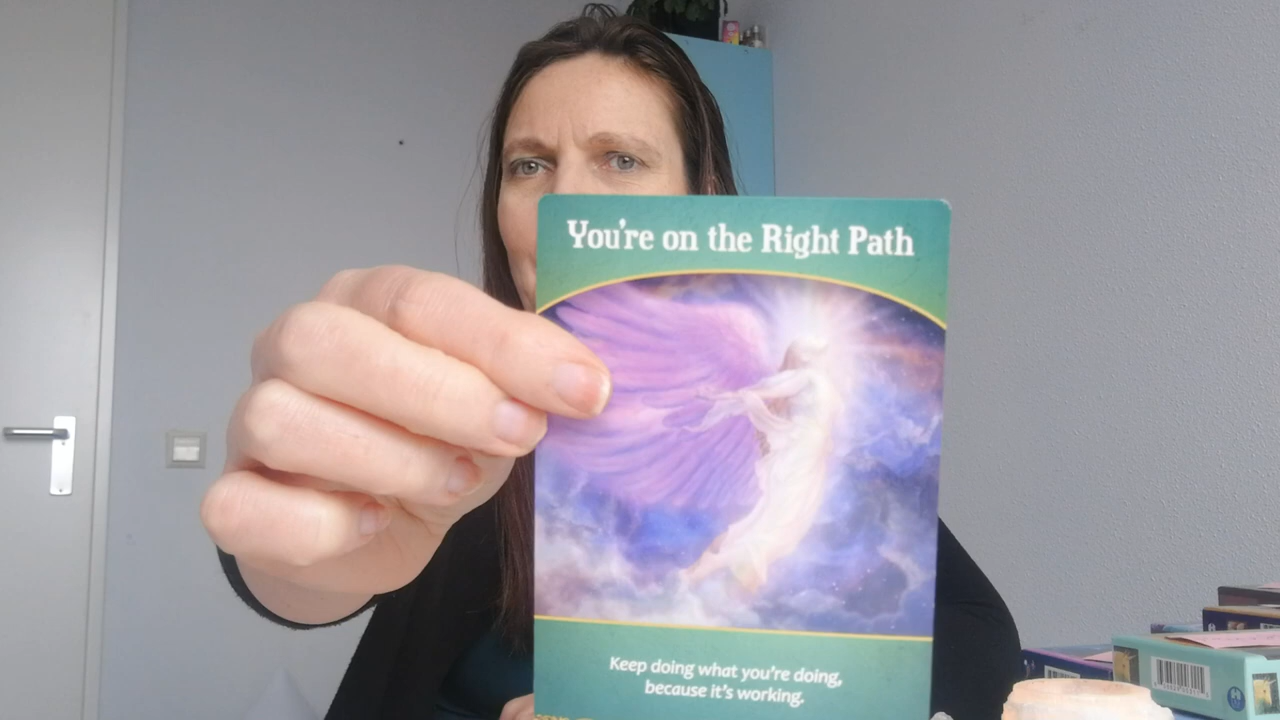 You're on the Right Path
Keep doing what you're doing,
because it's working.